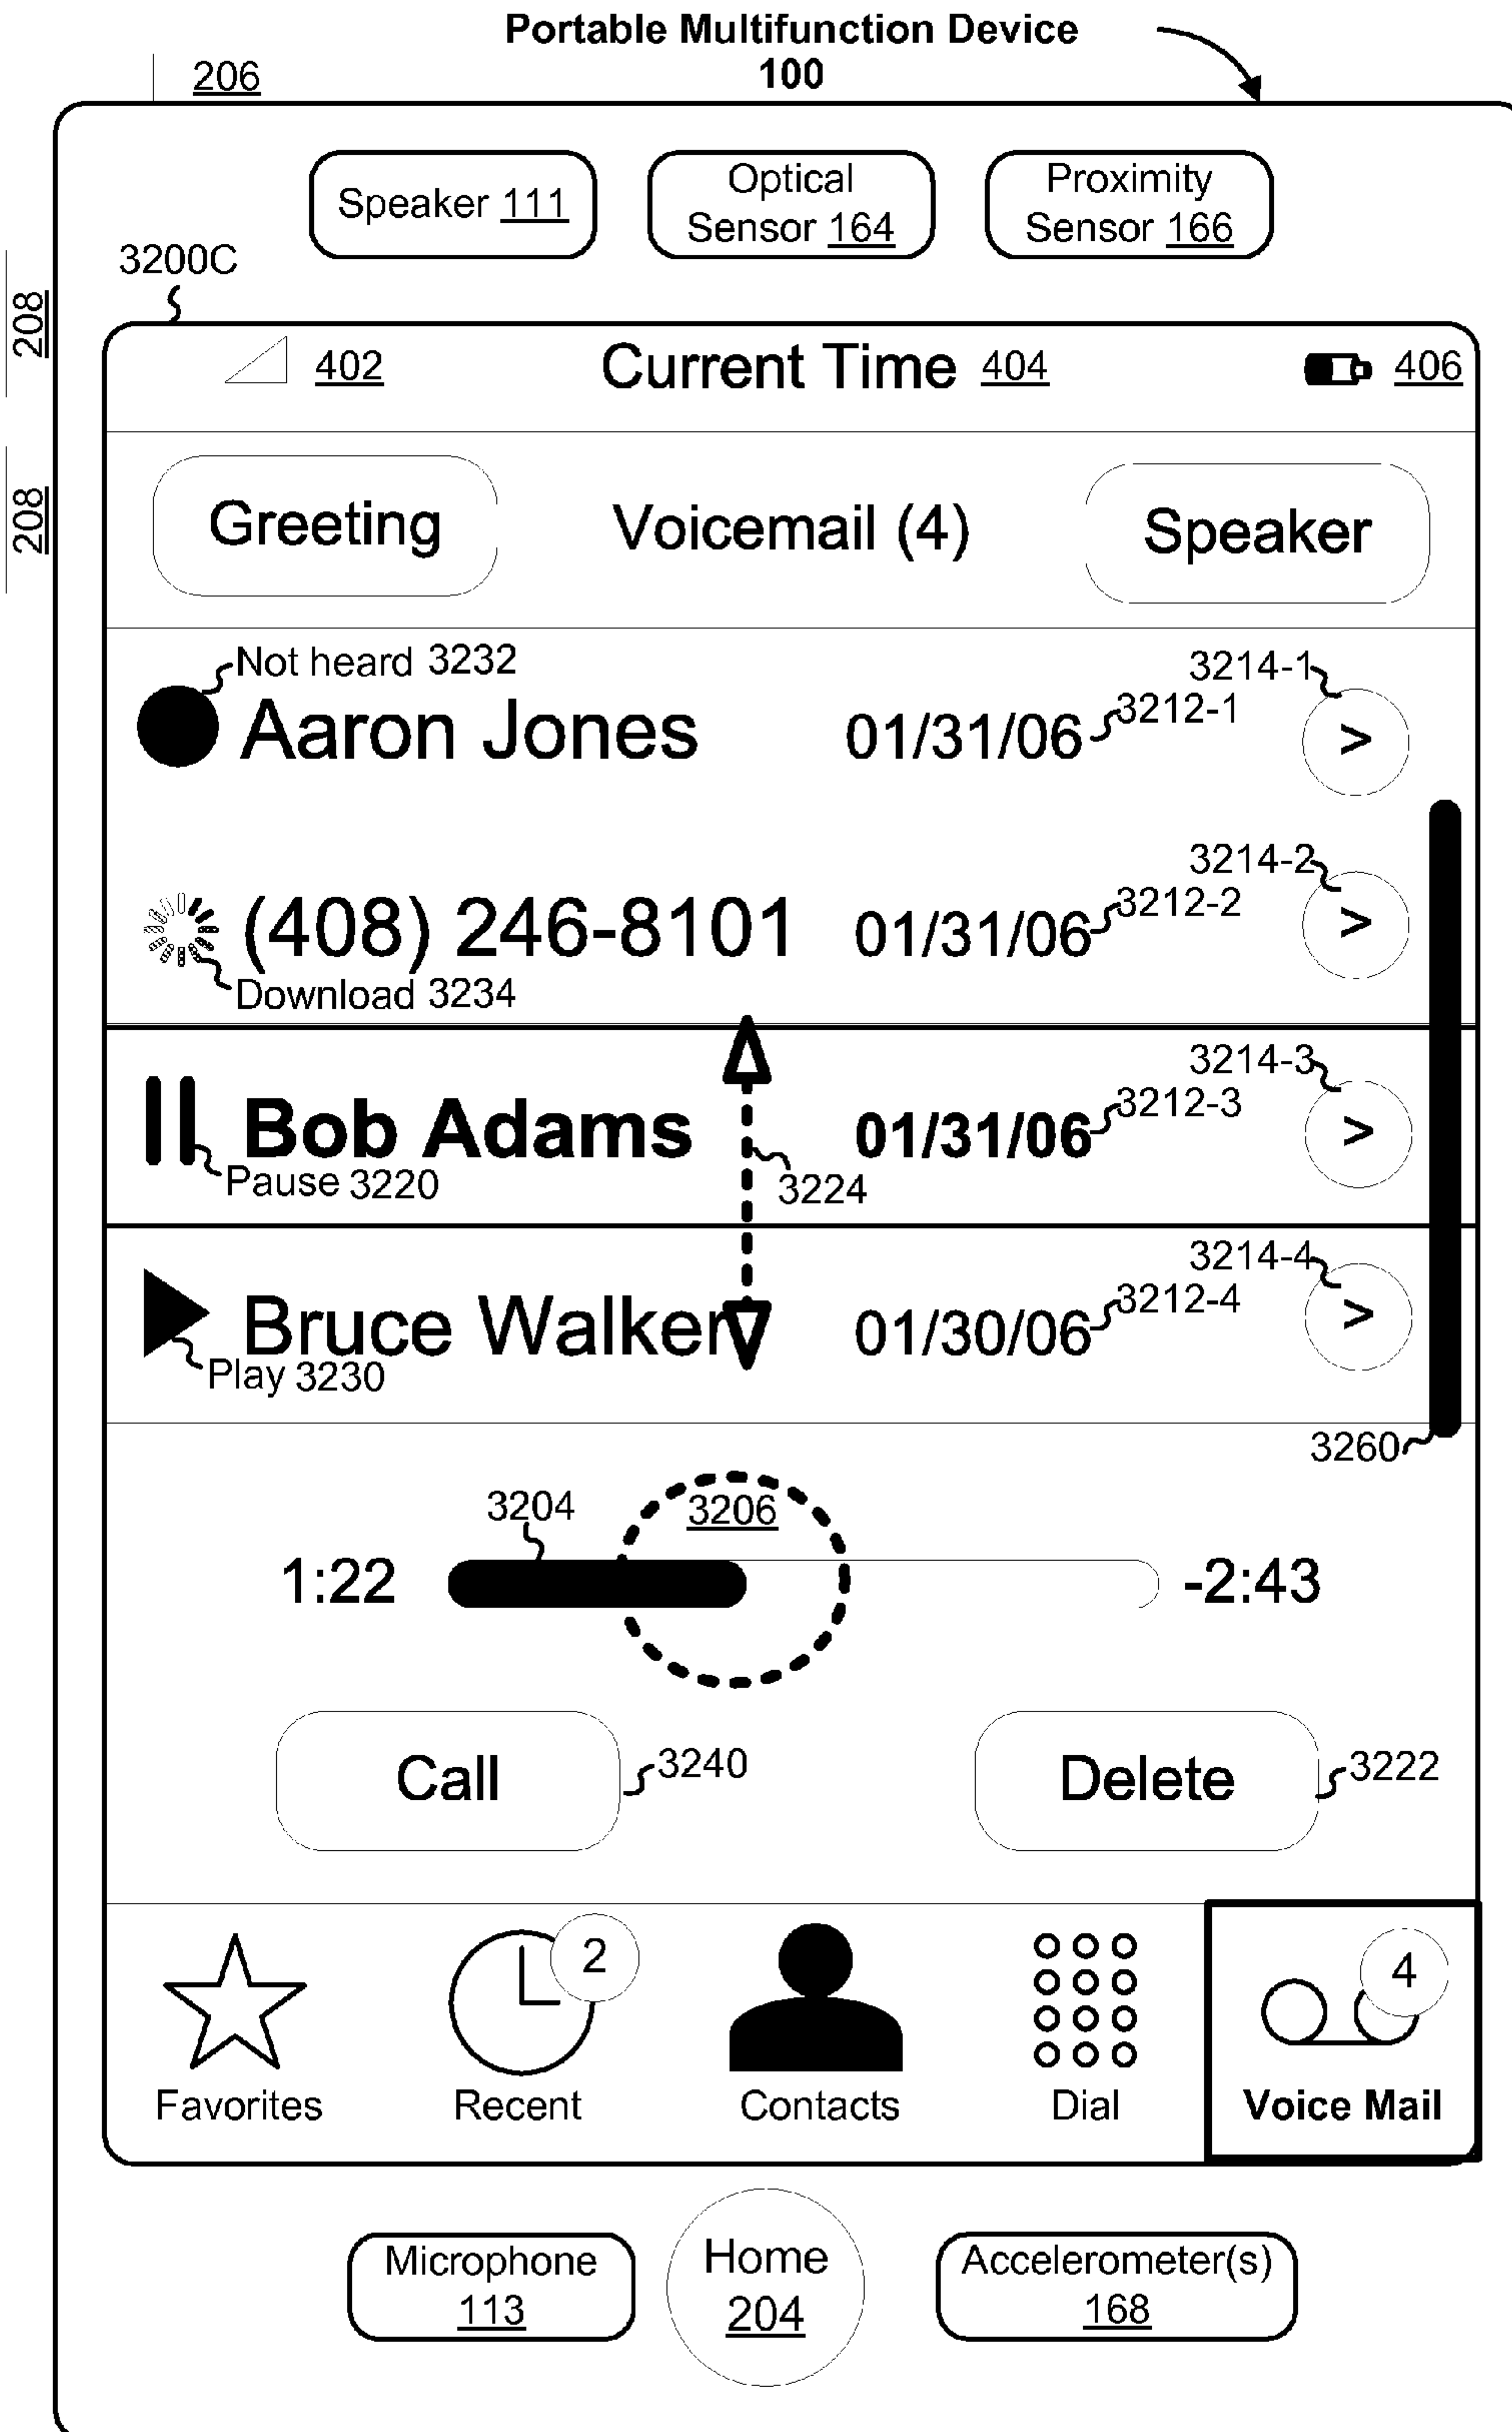 Portable Multifunction Device
100
206
Speaker 111
Optical
Sensor 164
Proximity
Sensor 166
3200C
208
208
402
Current Time 404
406
Greeting
Voicemail (4)
Speaker
Not heard 3232
3214-1
Aaron Jones
01/31/06
3212-1
>
3214-2
(408) 246-8101
01/31/06
3212-2
>
Download 3234
3214-3
Bob Adams
01/31/06
3212-3
>
Pause 3220
3224
3214-4
Bruce Walker
01/30/06
3212-4
>
Play 3230
3260
3204
3206
1:22
-2:43
Call
3240
Delete
3222
2
4
Favorites
Recent
Contacts
Dial
Voice Mail
Microphone
113
Home
204
Accelerometer(s)
168